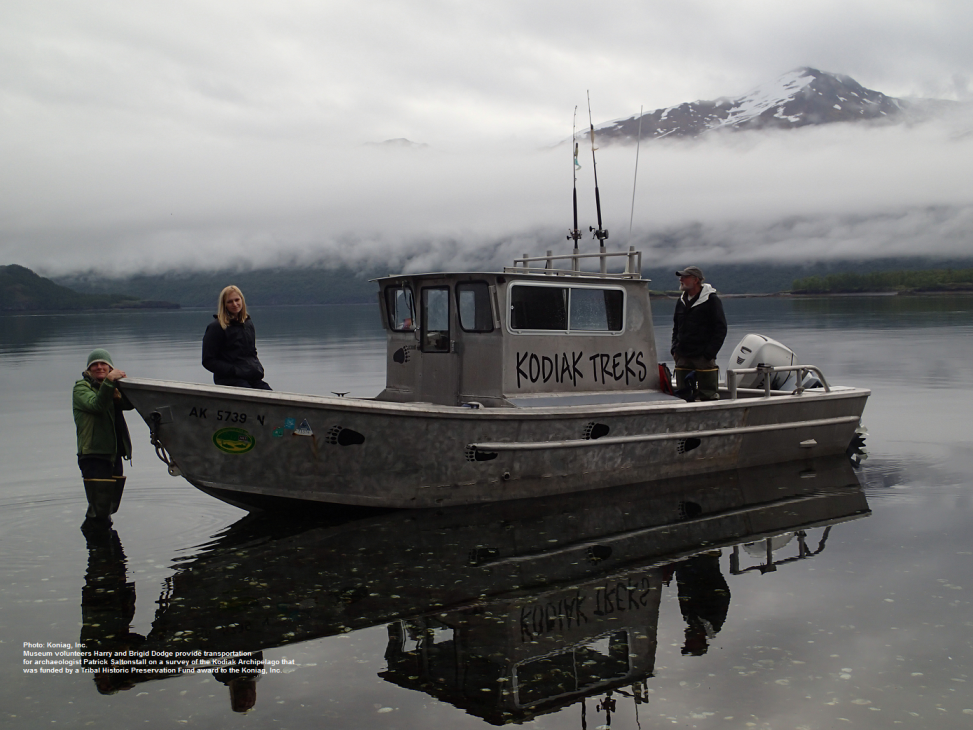 KODIAK TREKS
AK 5739 N
Photo: Koniag, Inc.
Museum volunteers Harry and Brigid Dodge provide transportation
for archaeologist Patrick Saltonstall on a survey of the Kodiak Archipelago that
was funded by a Tribal Historic Preservation Fund award to the Koniag, Inc.